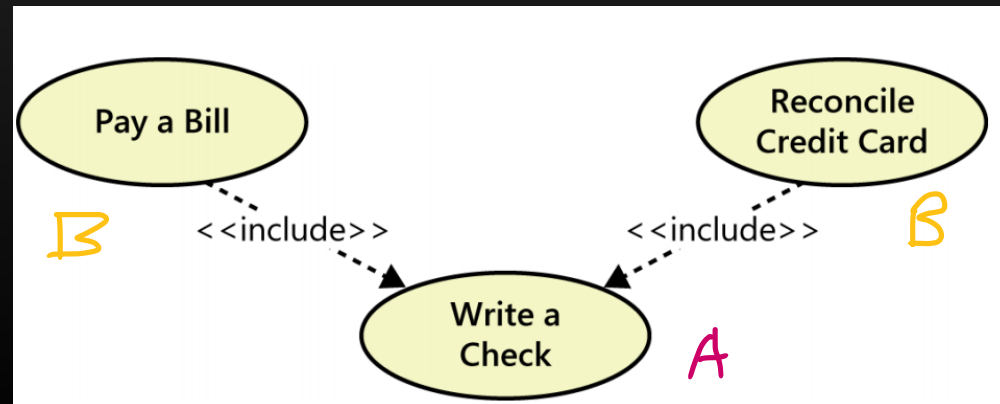 Pay a Bill
Reconcile
Credit Card
B
<<include>>
<<include>>
B
Write a
Check
A